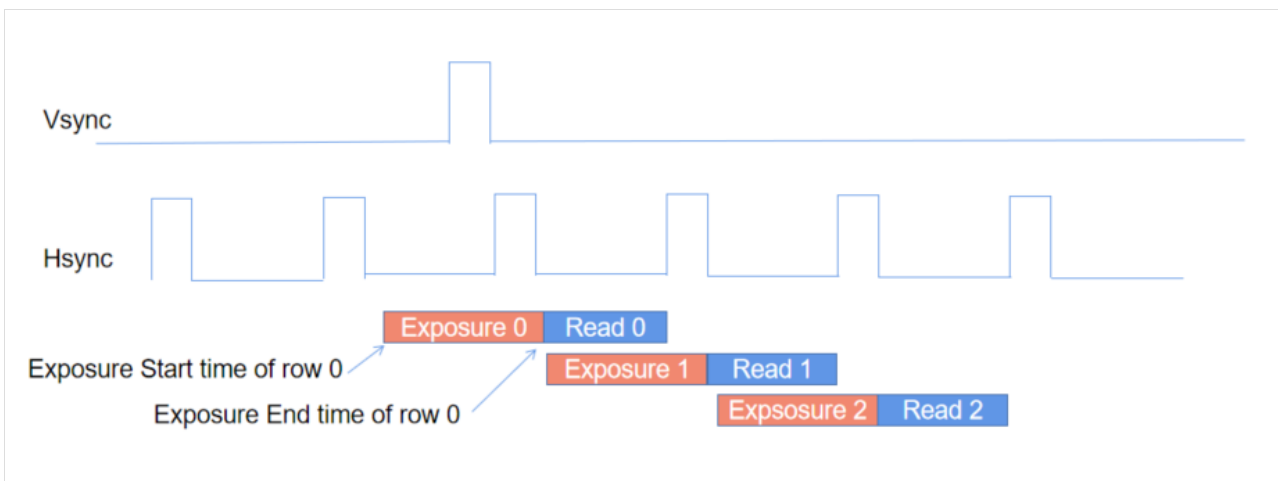 Vsync
Hsync
Exposure 0 Read 0
Exposure Start time of row 0
Exposure 1 Read 1
Exposure End time of row 0
Expsosure 2 Read 2